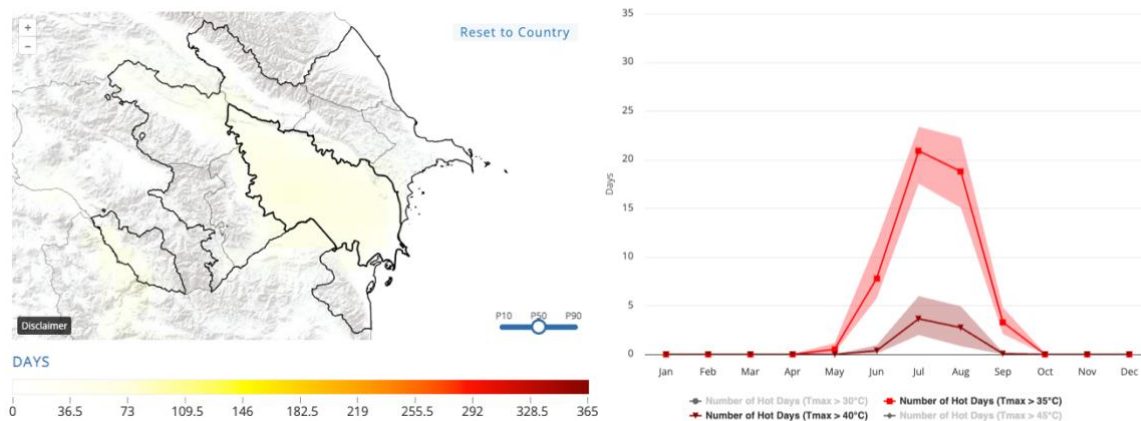 +
−
Reset to Country
Disclaimer
P10 P50 P90
DAYS
0 36.5 73 109.5 146 182.5 219 255.5 292 328.5 365
35
30
25
20
15
10
5
0
Days
Jan Feb Mar Apr May Jun Jul Aug Sep Oct Nov Dec
Number of Hot Days (Tmax > 30°C) Number of Hot Days (Tmax > 35°C)
Number of Hot Days (Tmax > 40°C) Number of Hot Days (Tmax > 45°C)